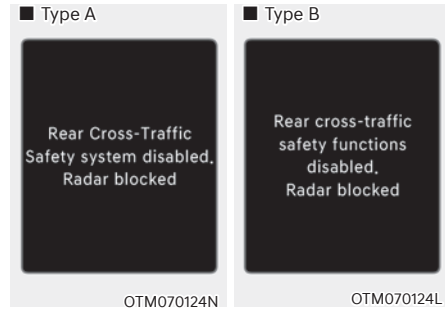 ■ Type A
Rear Cross-Traffic
Safety system disabled.
Radar blocked
OTM070124N
■ Type B
Rear cross-traffic
safety functions
disabled.
Radar blocked
OTM070124L